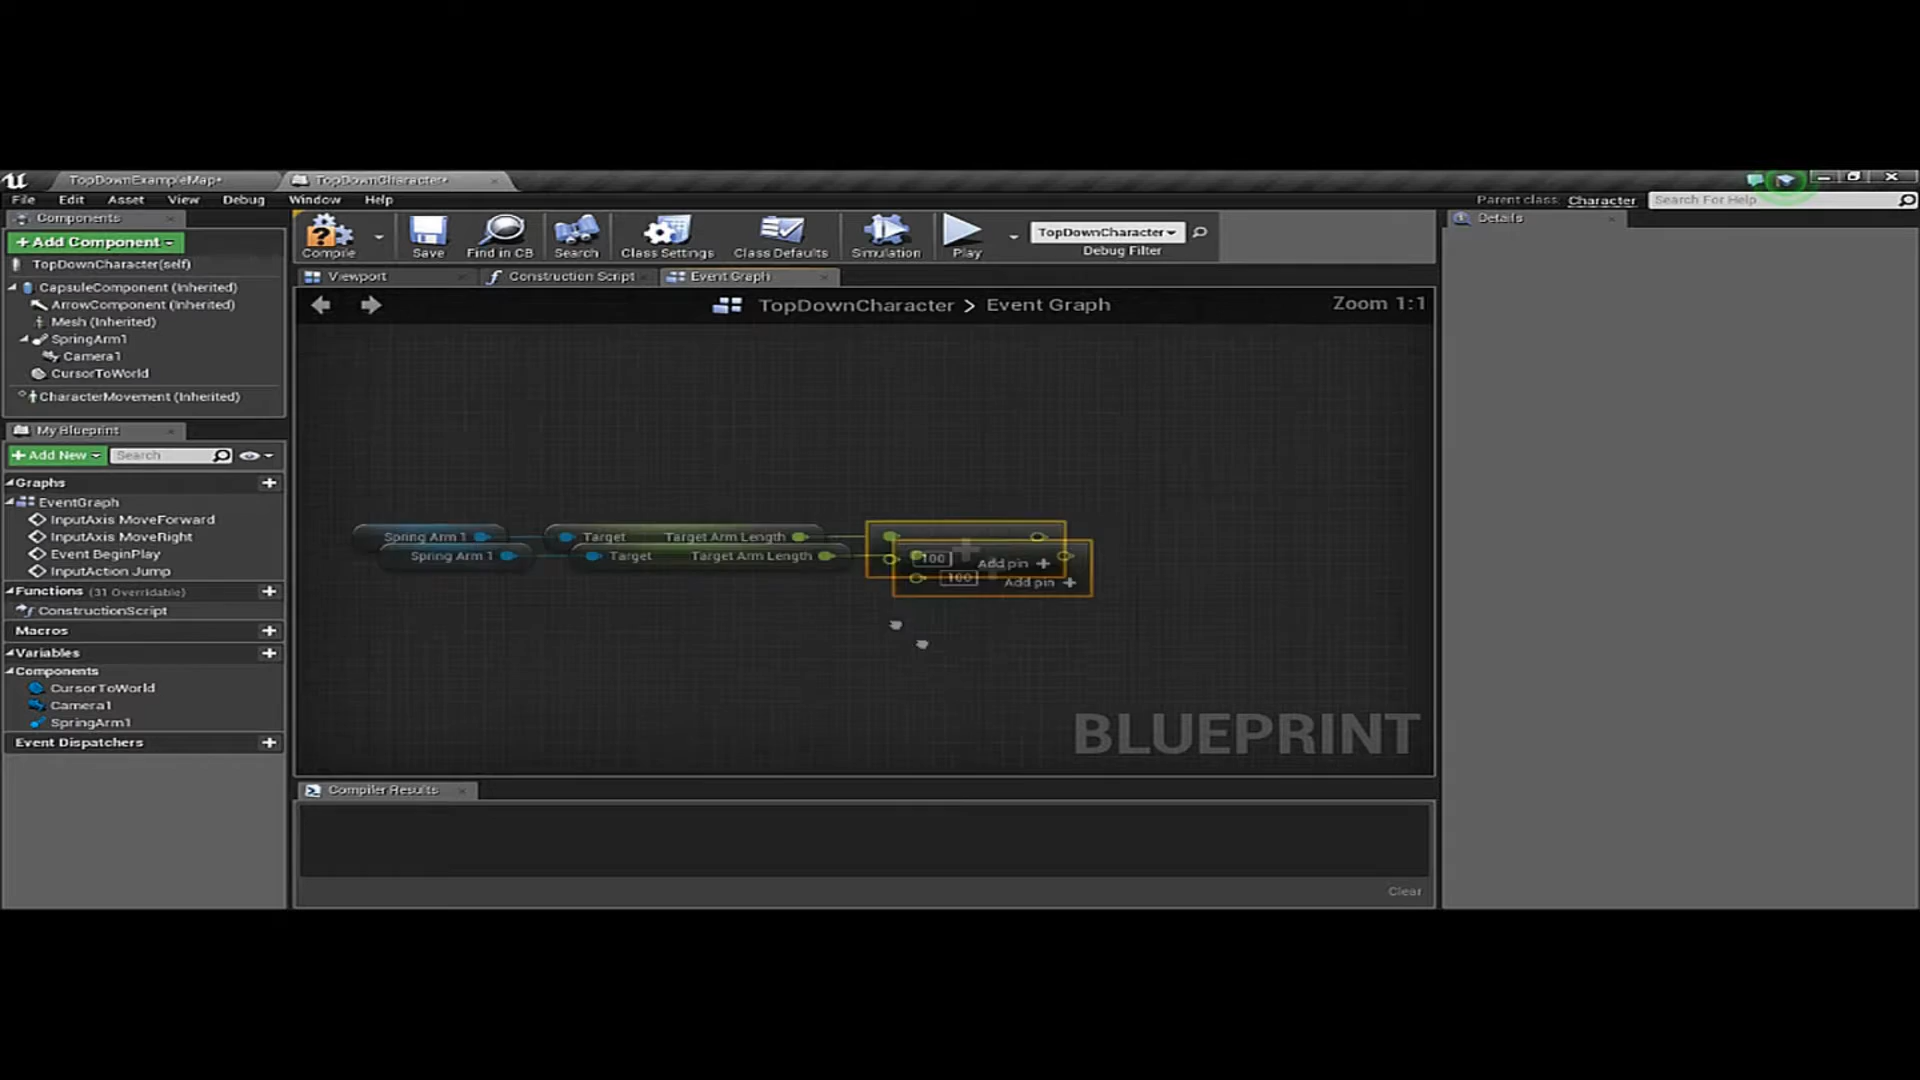 TopDownExampleMap*
TopDownCharacter*
File Edit Asset View Debug Window Help
Parent class: Character
Search For Help
Components
Details
+ Add Component
TopDownCharacter(self)
CapsuleComponent (Inherited)
ArrowComponent (Inherited)
Mesh (Inherited)
SpringArm1
Camera1
CursorToWorld
CharacterMovement (Inherited)
Compile
Save
Find in CB
Search
Class Settings
Class Defaults
Simulation
Play
TopDownCharacter
Debug Filter
Viewport
Construction Script
Event Graph
TopDownCharacter > Event Graph
Zoom 1:1
My Blueprint
+ Add New
Search
Graphs
EventGraph
InputAxis MoveForward
InputAxis MoveRight
Event BeginPlay
InputAction Jump
Functions (31 Overridable)
ConstructionScript
Macros
Variables
Components
CursorToWorld
Camera1
SpringArm1
Event Dispatchers
Spring Arm 1
Target
Target Arm Length
Spring Arm 1
Target
Target Arm Length
100
Add pin +
100
Add pin +
BLUEPRINT
Compiler Results
Clear